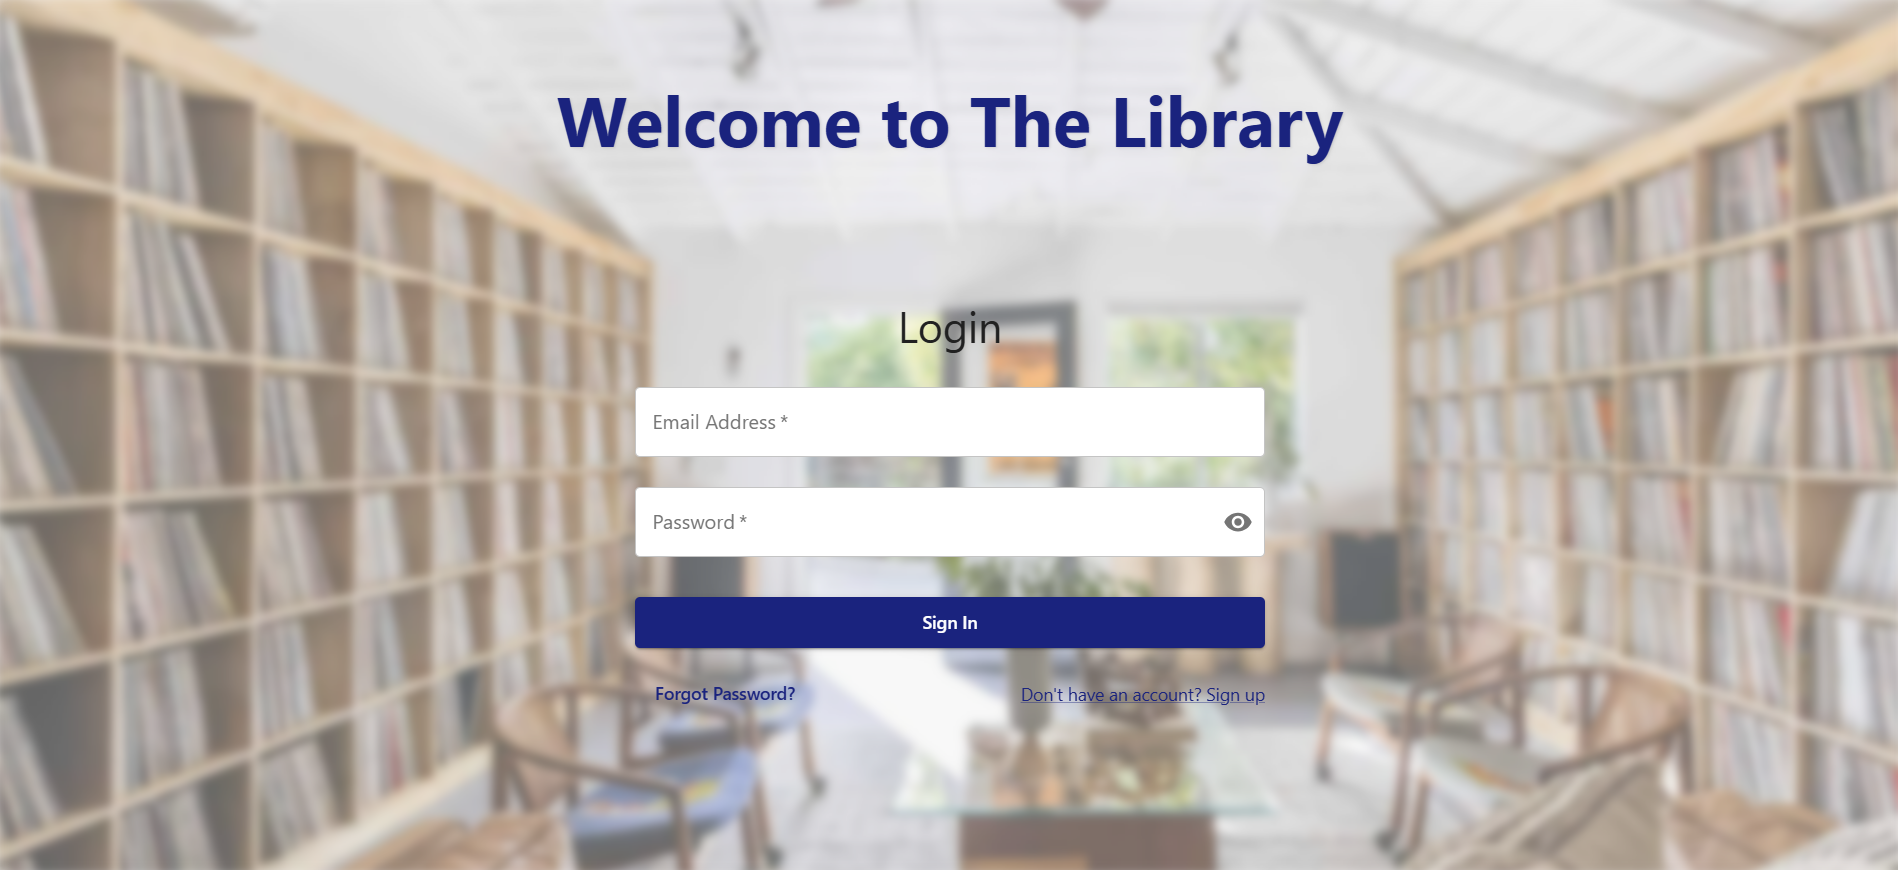 Welcome to The Library
Login
Email Address *
Password *
Sign In
Forgot Password?
Don't have an account? Sign up